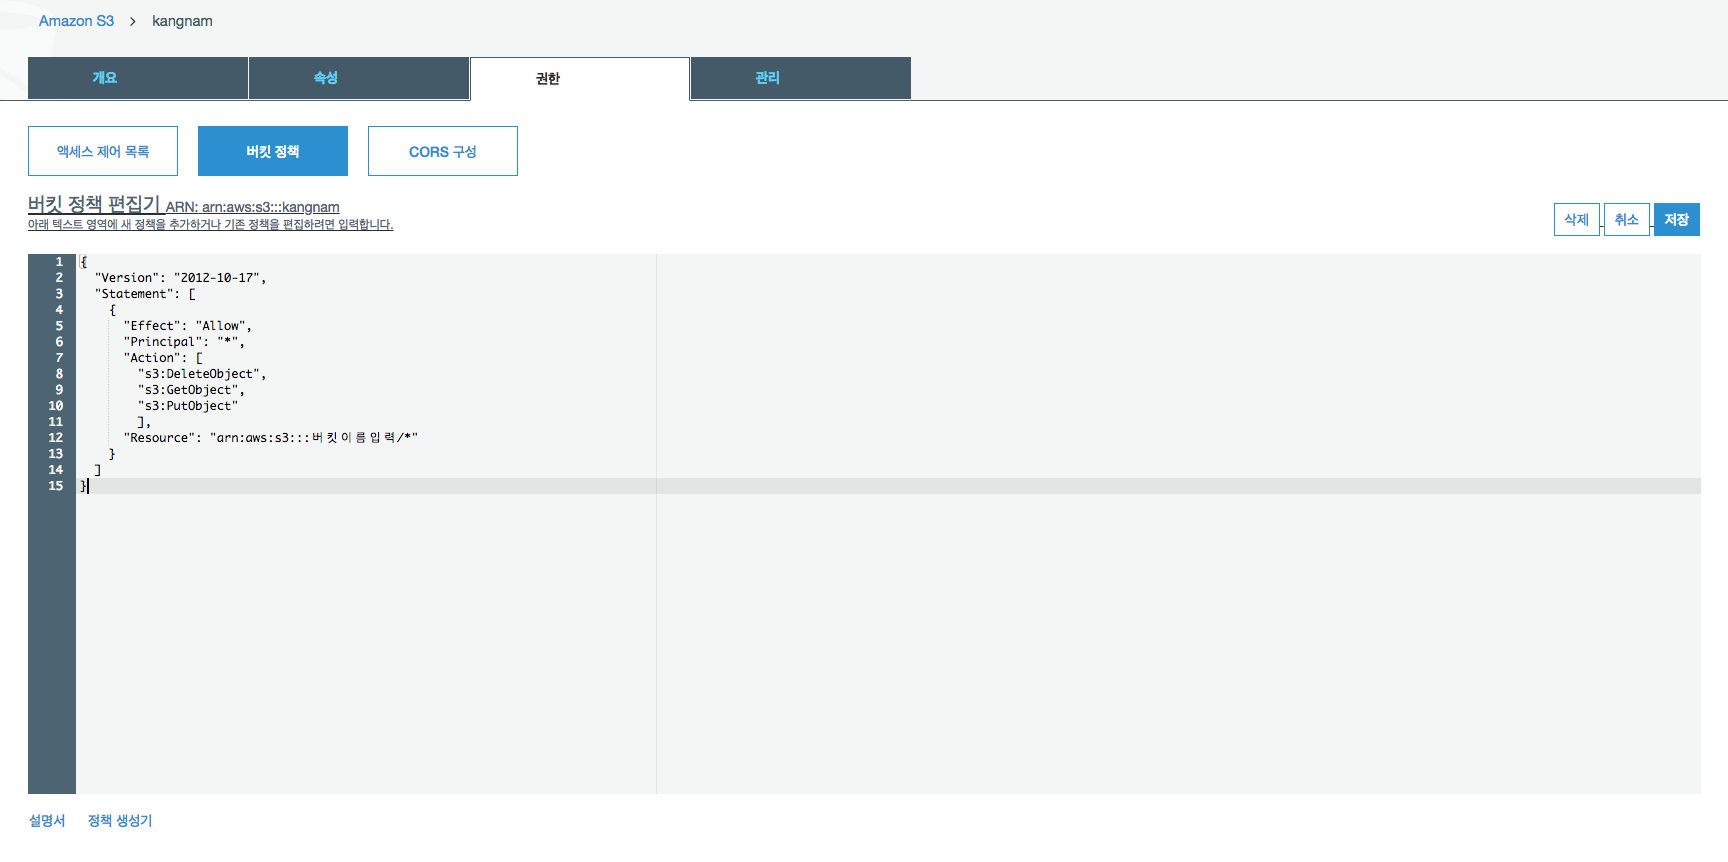 Amazon S3 > kangnam
개요 속성 권한 관리
액세스 제어 목록 버킷 정책 CORS 구성
버킷 정책 편집기 ARN: arn:aws:s3:::kangnam
아래 텍스트 영역에 새 정책을 추가하거나 기존 정책을 편집하려면 입력합니다.
삭제 취소 저장
1 {
2 "Version": "2012-10-17",
3 "Statement": [
4 {
5 "Effect": "Allow",
6 "Principal": "*",
7 "Action": [
8 "s3:DeleteObject",
9 "s3:GetObject",
10 "s3:PutObject"
11 ],
12 "Resource": "arn:aws:s3:::버킷이름입력/*"
13 }
14 ]
15 }
설명서 정책 생성기